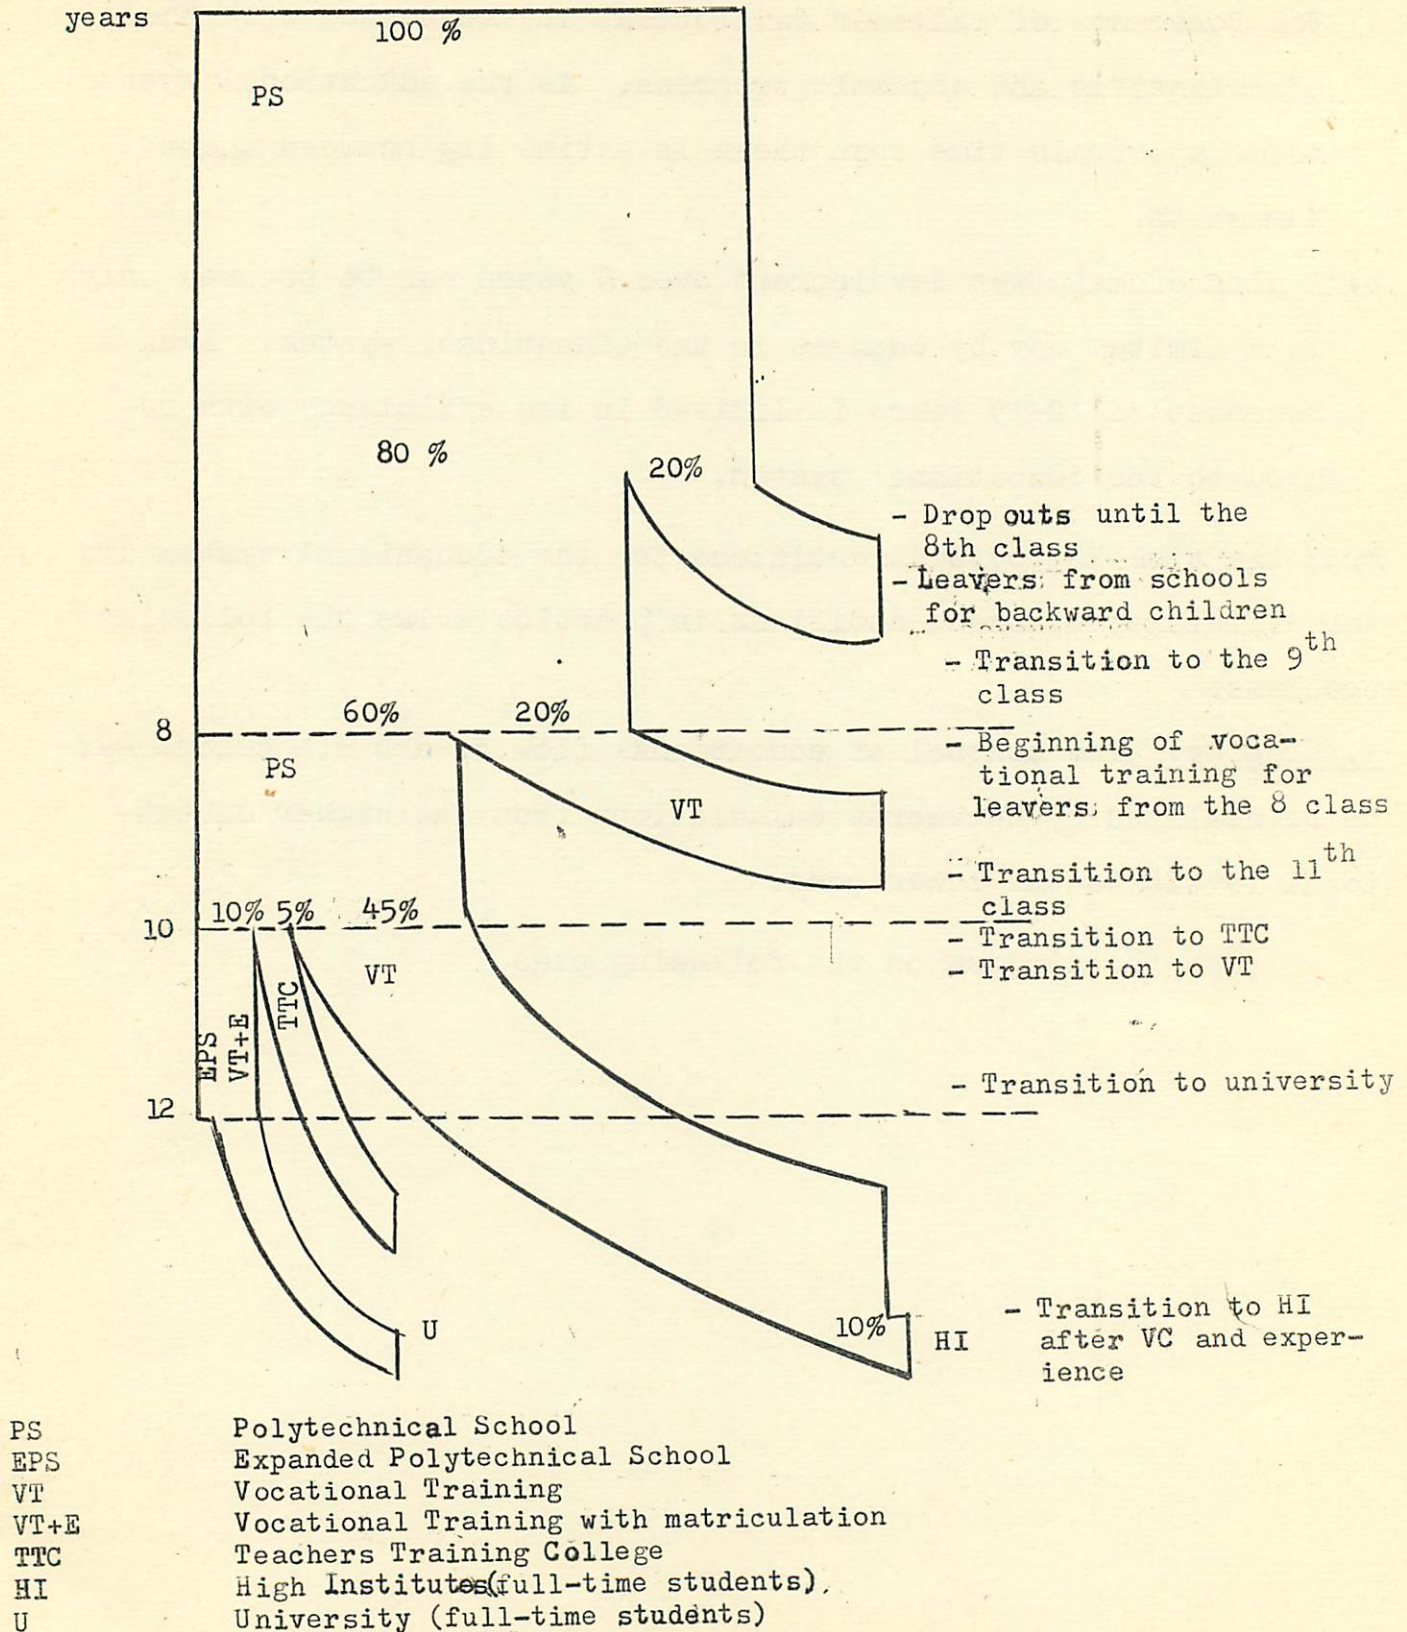 years
100 %
PS
80 %
20%
- Drop outs until the
8th class
- Leavers from schools
for backward children
- Transition to the 9th
class
8
60%
20%
PS
VT
- Beginning of voca-
tional training for
leavers from the 8 class
- Transition to the 11th
class
10
10%
5%
45%
- Transition to TTC
- Transition to VT
VT
TTC
EPS
VT+E
12
- Transition to university
U
10%
HI
- Transition to HI
after VC and exper-
ience
PS Polytechnical School
EPS Expanded Polytechnical School
VT Vocational Training
VT+E Vocational Training with matriculation
TTC Teachers Training College
HI High Institutes(full-time students).
U University (full-time students)